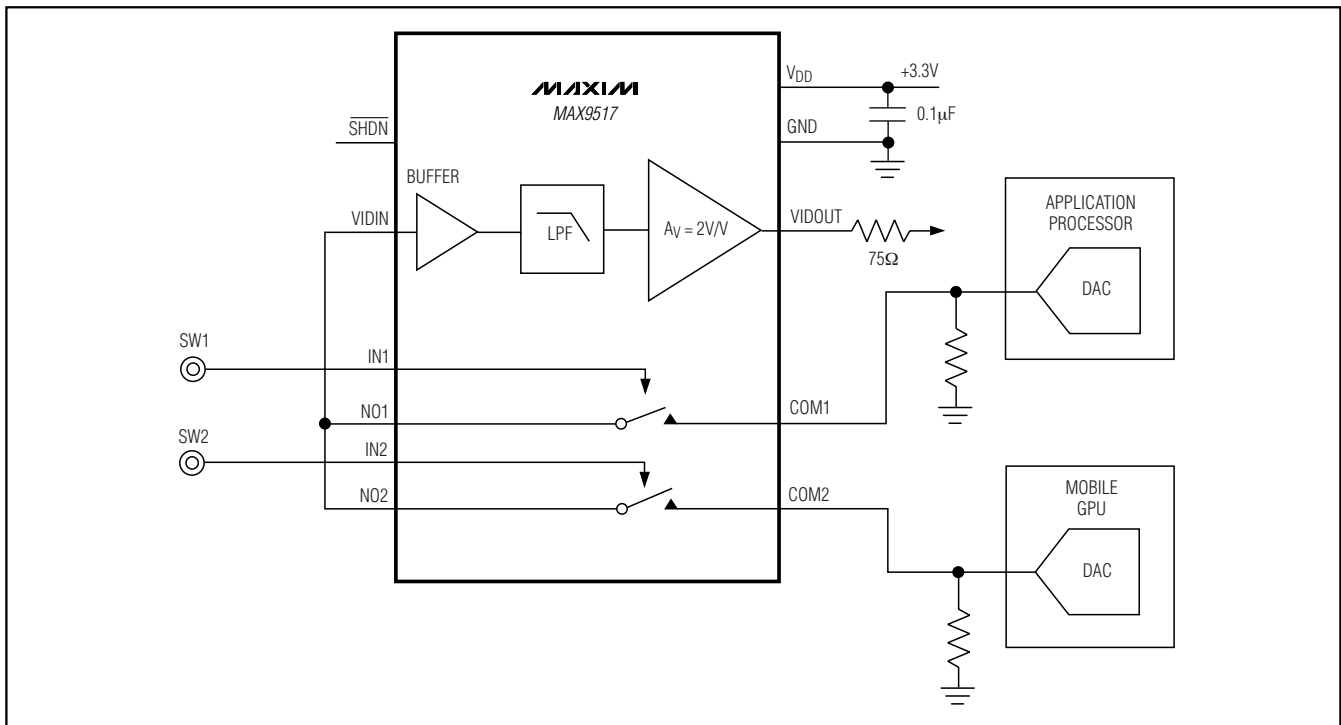 MAXIM
MAX9517
VDD
+3.3V
0.1µF
SHDN
GND
BUFFER
APPLICATION
PROCESSOR
VIDIN
LPF
AV = 2V/V
VIDOUT
75Ω
DAC
SW1
IN1
NO1
COM1
SW2
IN2
NO2
COM2
MOBILE
GPU
DAC